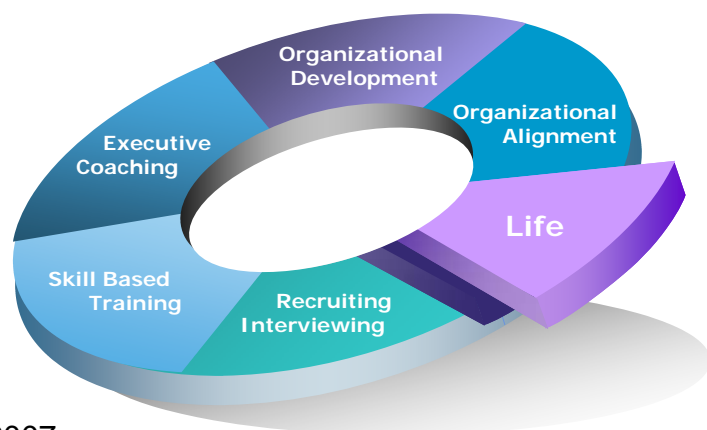 Organizational
Development
Organizational
Alignment
Executive
Coaching
Life
Skill Based
Training
Recruiting
Interviewing